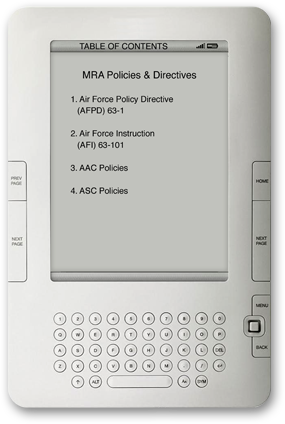 TABLE OF CONTENTS
MRA Policies & Directives
1. Air Force Policy Directive
(AFPD) 63-1
2. Air Force Instruction
(AFI) 63-101
3. AAC Policies
4. ASC Policies
PREV
PAGE
HOME
NEXT
PAGE
NEXT
PAGE
MENU
BACK
1 2 3 4 5 6 7 8 9 0
Q W E R T Y U I O P
A S D F G H J K L DEL
Z X C V B N M
ALT
Aa SYM